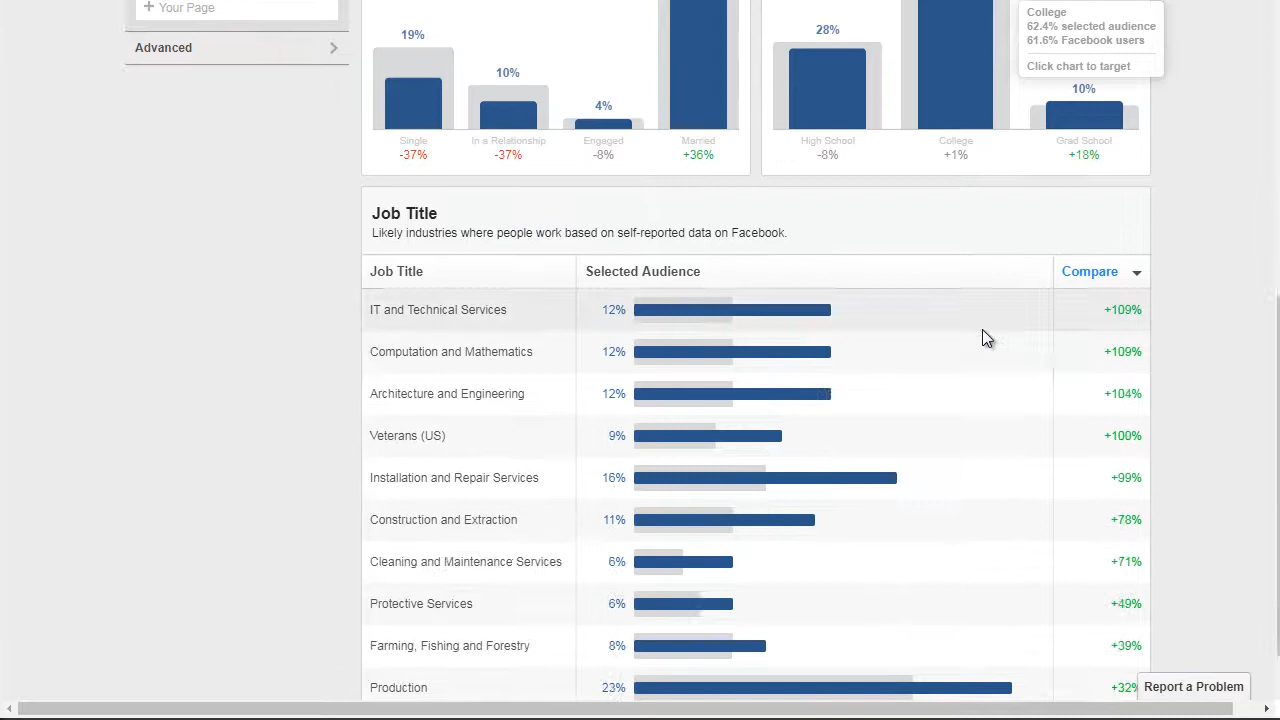 + Your Page
Advanced
19%
10%
4%
Single
In a Relationship
Engaged
Married
-37%
-37%
-8%
+36%
28%
10%
High School
College
Grad School
-8%
+1%
+18%
College
62.4% selected audience
61.6% Facebook users
Click chart to target
Job Title
Likely industries where people work based on self-reported data on Facebook.
Job Title Selected Audience Compare
IT and Technical Services 12% +109%
Computation and Mathematics 12% +109%
Architecture and Engineering 12% +104%
Veterans (US) 9% +100%
Installation and Repair Services 16% +99%
Construction and Extraction 11% +78%
Cleaning and Maintenance Services 6% +71%
Protective Services 6% +49%
Farming, Fishing and Forestry 8% +39%
Production 23% +32%
Report a Problem